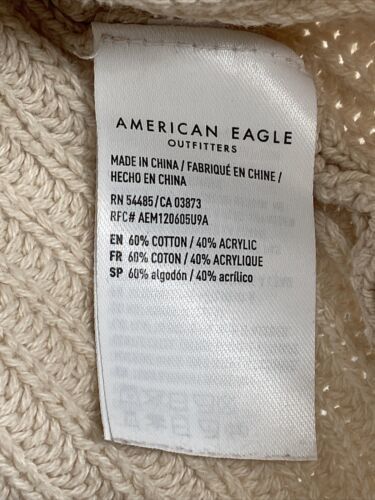 AMERICAN EAGLE
OUTFITTERS
MADE IN CHINA / FABRIQUÉ EN CHINE /
HECHO EN CHINA
RN 54485/CA 03873
RFC# AEM120605U9A
EN 60% COTTON / 40% ACRYLIC
FR 60% COTON / 40% ACRYLIQUE
SP 60% algodón / 40% acrílico